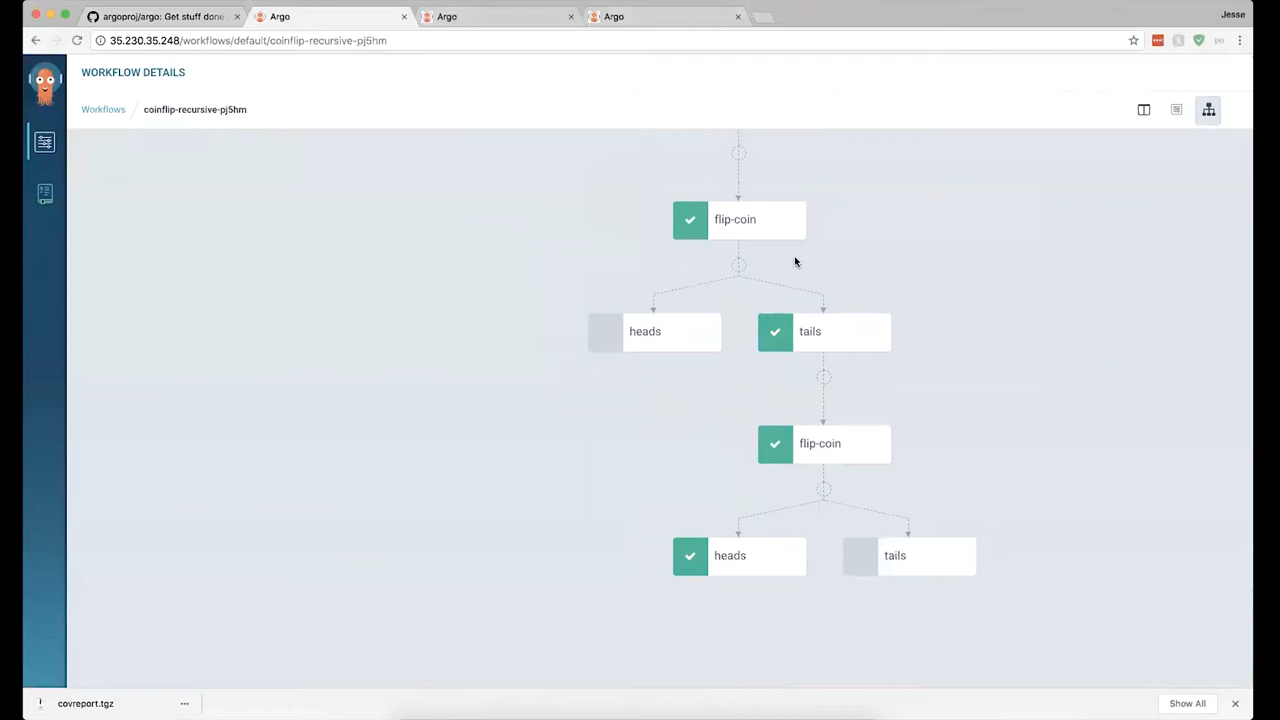 argoproj/argo: Get stuff done
Argo
Argo
Argo
Jesse
35.230.35.248/workflows/default/coinflip-recursive-pj5hm
WORKFLOW DETAILS
Workflows / coinflip-recursive-pj5hm
flip-coin
heads
tails
flip-coin
heads
tails
covreport.tgz
Show All